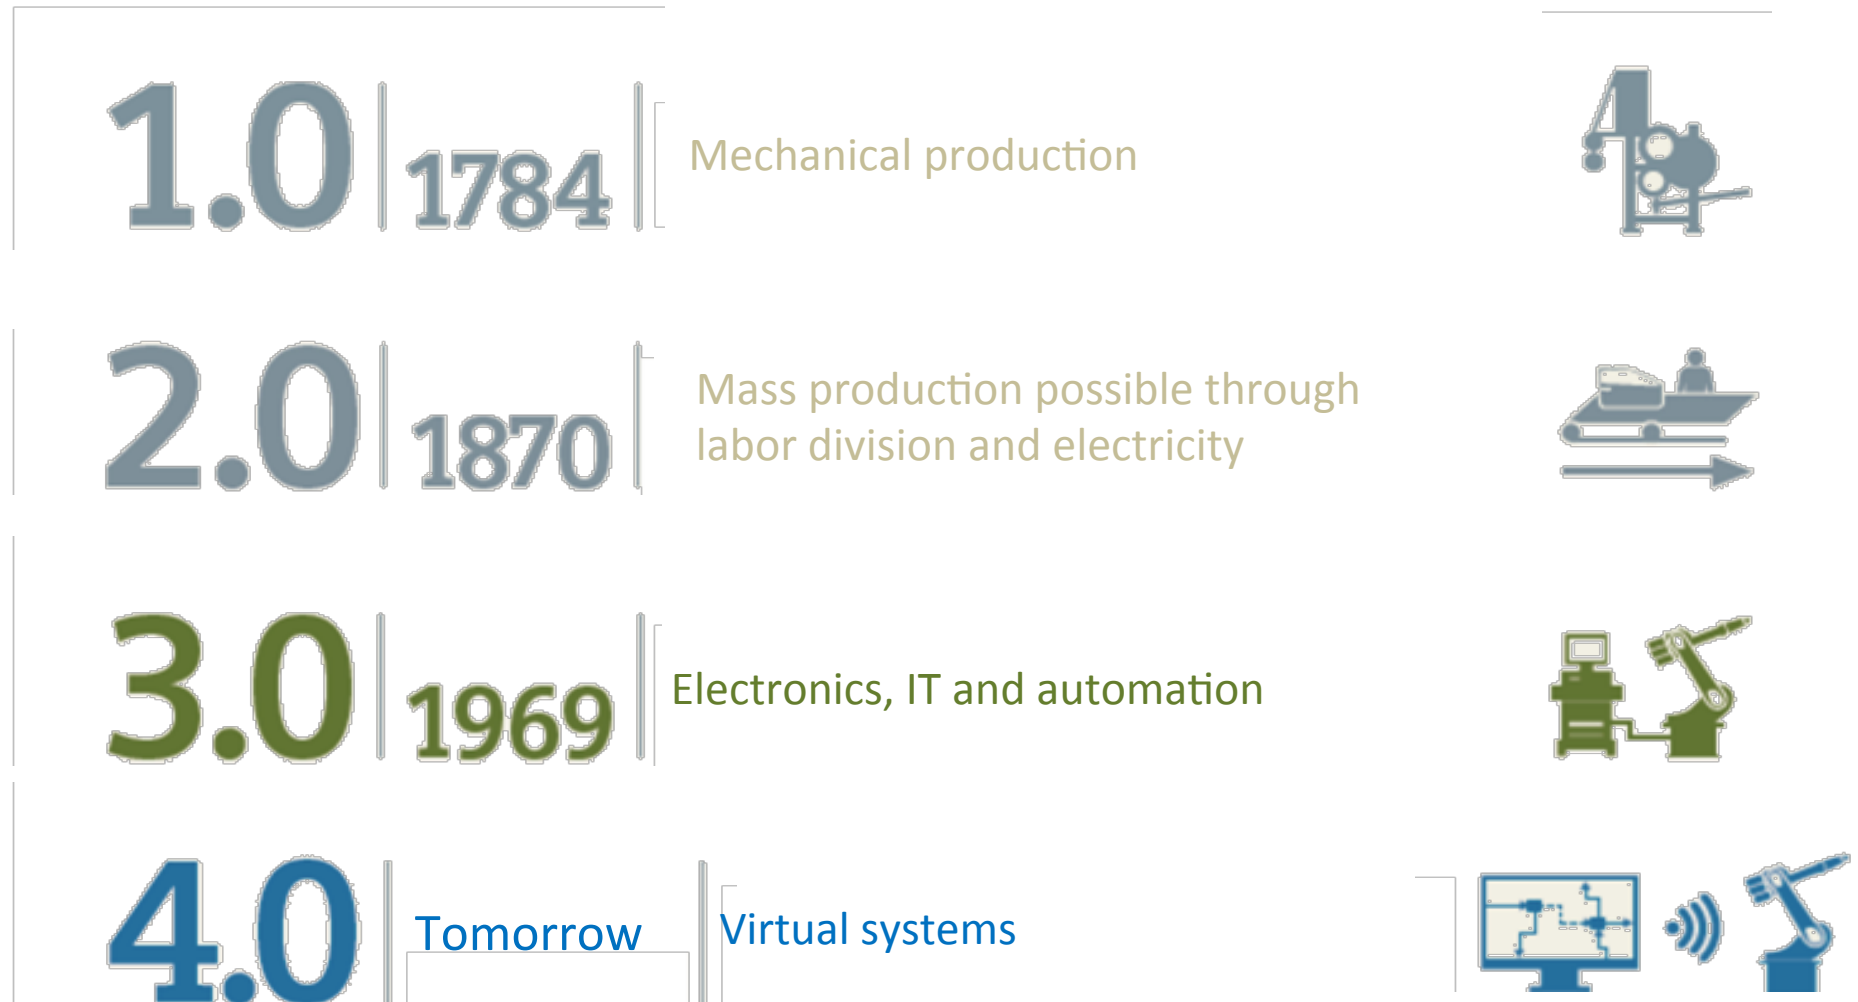 1.0
1784
Mechanical production
2.0
1870
Mass production possible through
labor division and electricity
3.0
1969
Electronics, IT and automation
4.0
Tomorrow
Virtual systems